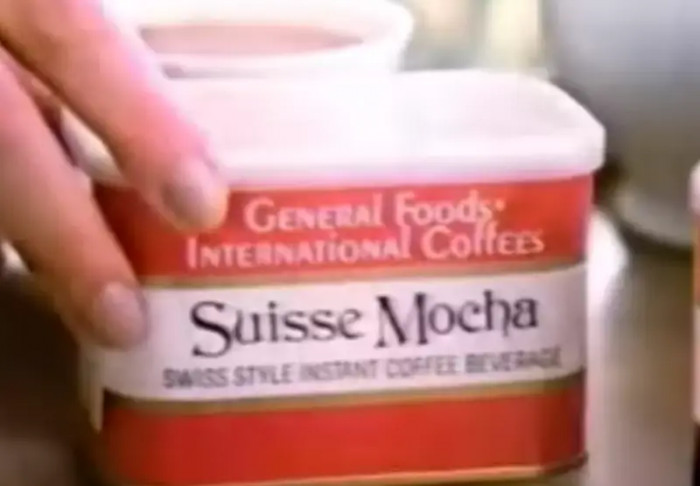 General Foods®
International Coffees
Suisse Mocha
SWISS STYLE INSTANT COFFEE BEVERAGE